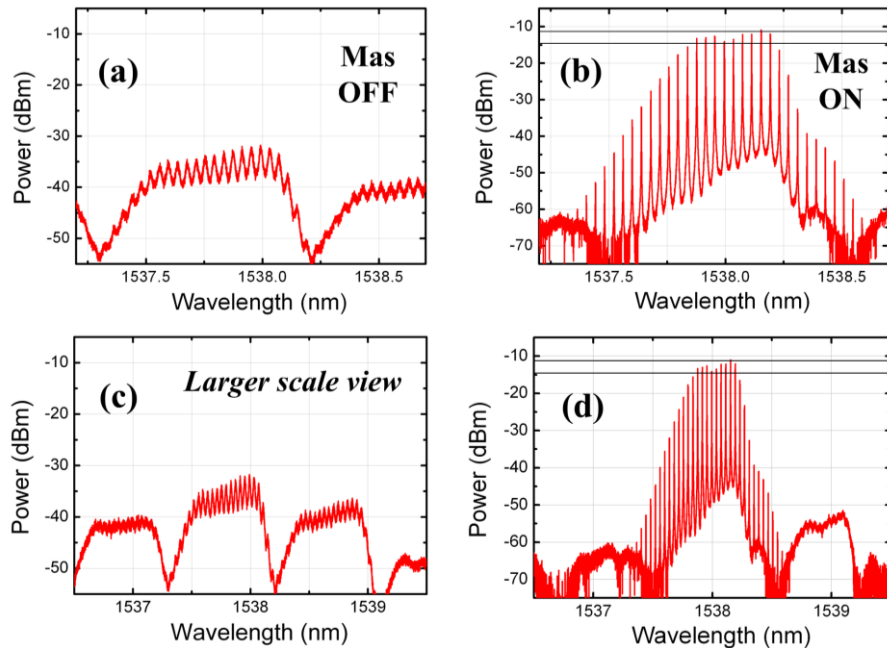 -10
-20
-30
-40
-50
Power (dBm)
(a)
Mas
OFF
1537.5
1538.0
1538.5
Wavelength (nm)
-10
-20
-30
-40
-50
-60
-70
Power (dBm)
(b)
Mas
ON
1537.5
1538.0
1538.5
Wavelength (nm)
-10
-20
-30
-40
-50
Power (dBm)
(c)
Larger scale view
1537
1538
1539
Wavelength (nm)
-10
-20
-30
-40
-50
-60
-70
Power (dBm)
(d)
1537
1538
1539
Wavelength (nm)